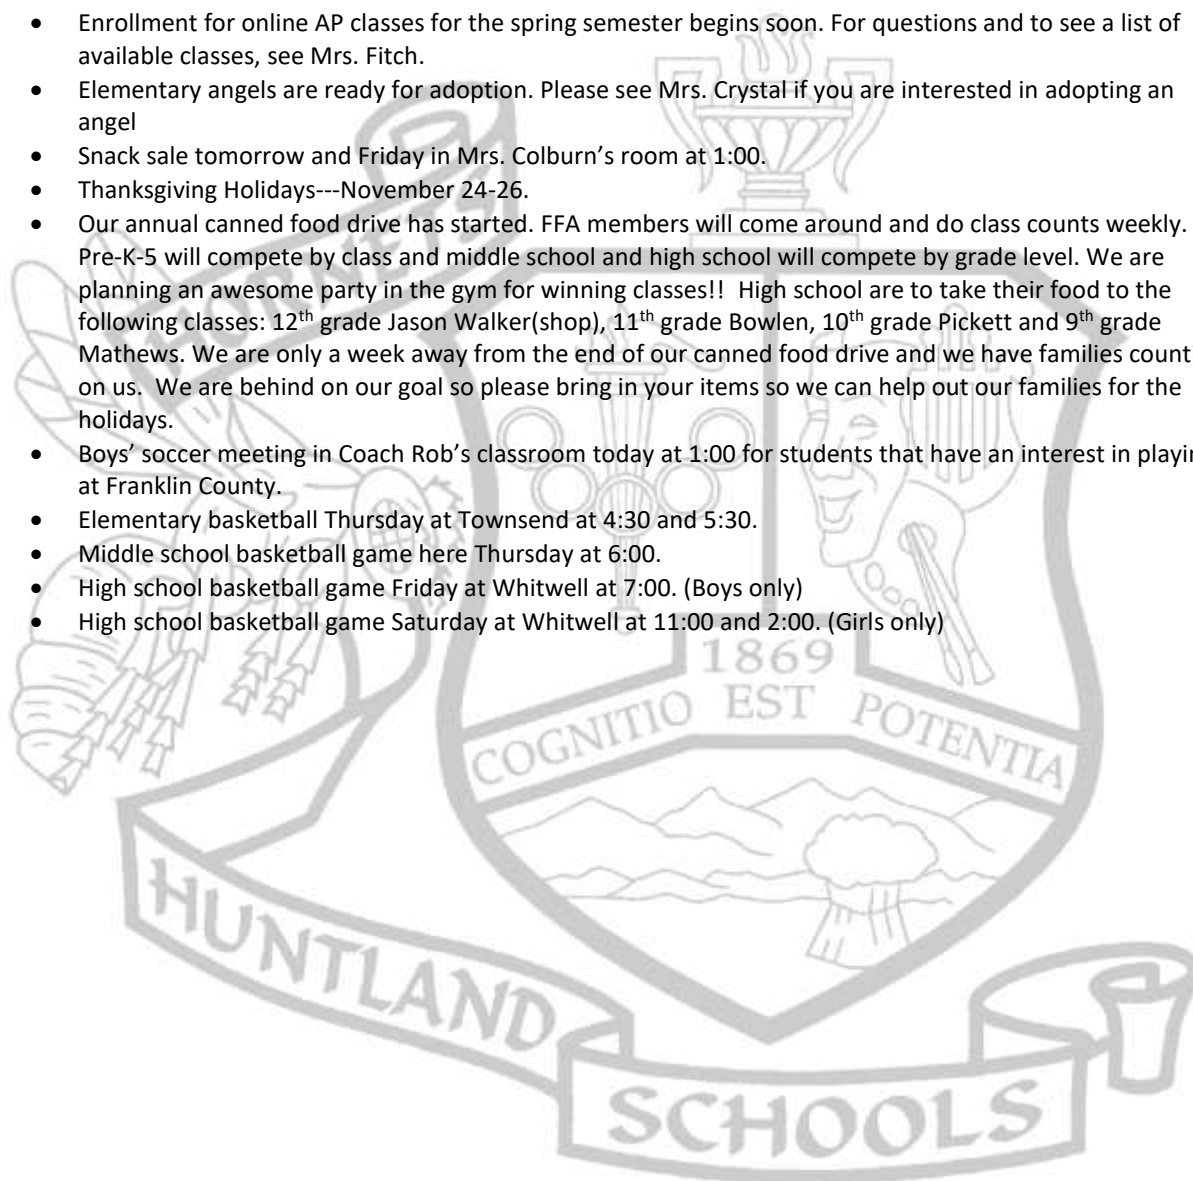 • Enrollment for online AP classes for the spring semester begins soon. For questions and to see a list of
available classes, see Mrs. Fitch.
• Elementary angels are ready for adoption. Please see Mrs. Crystal if you are interested in adopting an
angel
• Snack sale tomorrow and Friday in Mrs. Colburn’s room at 1:00.
• Thanksgiving Holidays---November 24-26.
• Our annual canned food drive has started. FFA members will come around and do class counts weekly.
Pre-K-5 will compete by class and middle school and high school will compete by grade level. We are
planning an awesome party in the gym for winning classes!! High school are to take their food to the
following classes: 12th grade Jason Walker(shop), 11th grade Bowlen, 10th grade Pickett and 9th grade
Mathews. We are only a week away from the end of our canned food drive and we have families count
on us. We are behind on our goal so please bring in your items so we can help out our families for the
holidays.
• Boys’ soccer meeting in Coach Rob’s classroom today at 1:00 for students that have an interest in playin
at Franklin County.
• Elementary basketball Thursday at Townsend at 4:30 and 5:30.
• Middle school basketball game here Thursday at 6:00.
• High school basketball game Friday at Whitwell at 7:00. (Boys only)
• High school basketball game Saturday at Whitwell at 11:00 and 2:00. (Girls only)
HORNETS
1869
COGNITIO EST POTENTIA
HUNTLAND
SCHOOLS